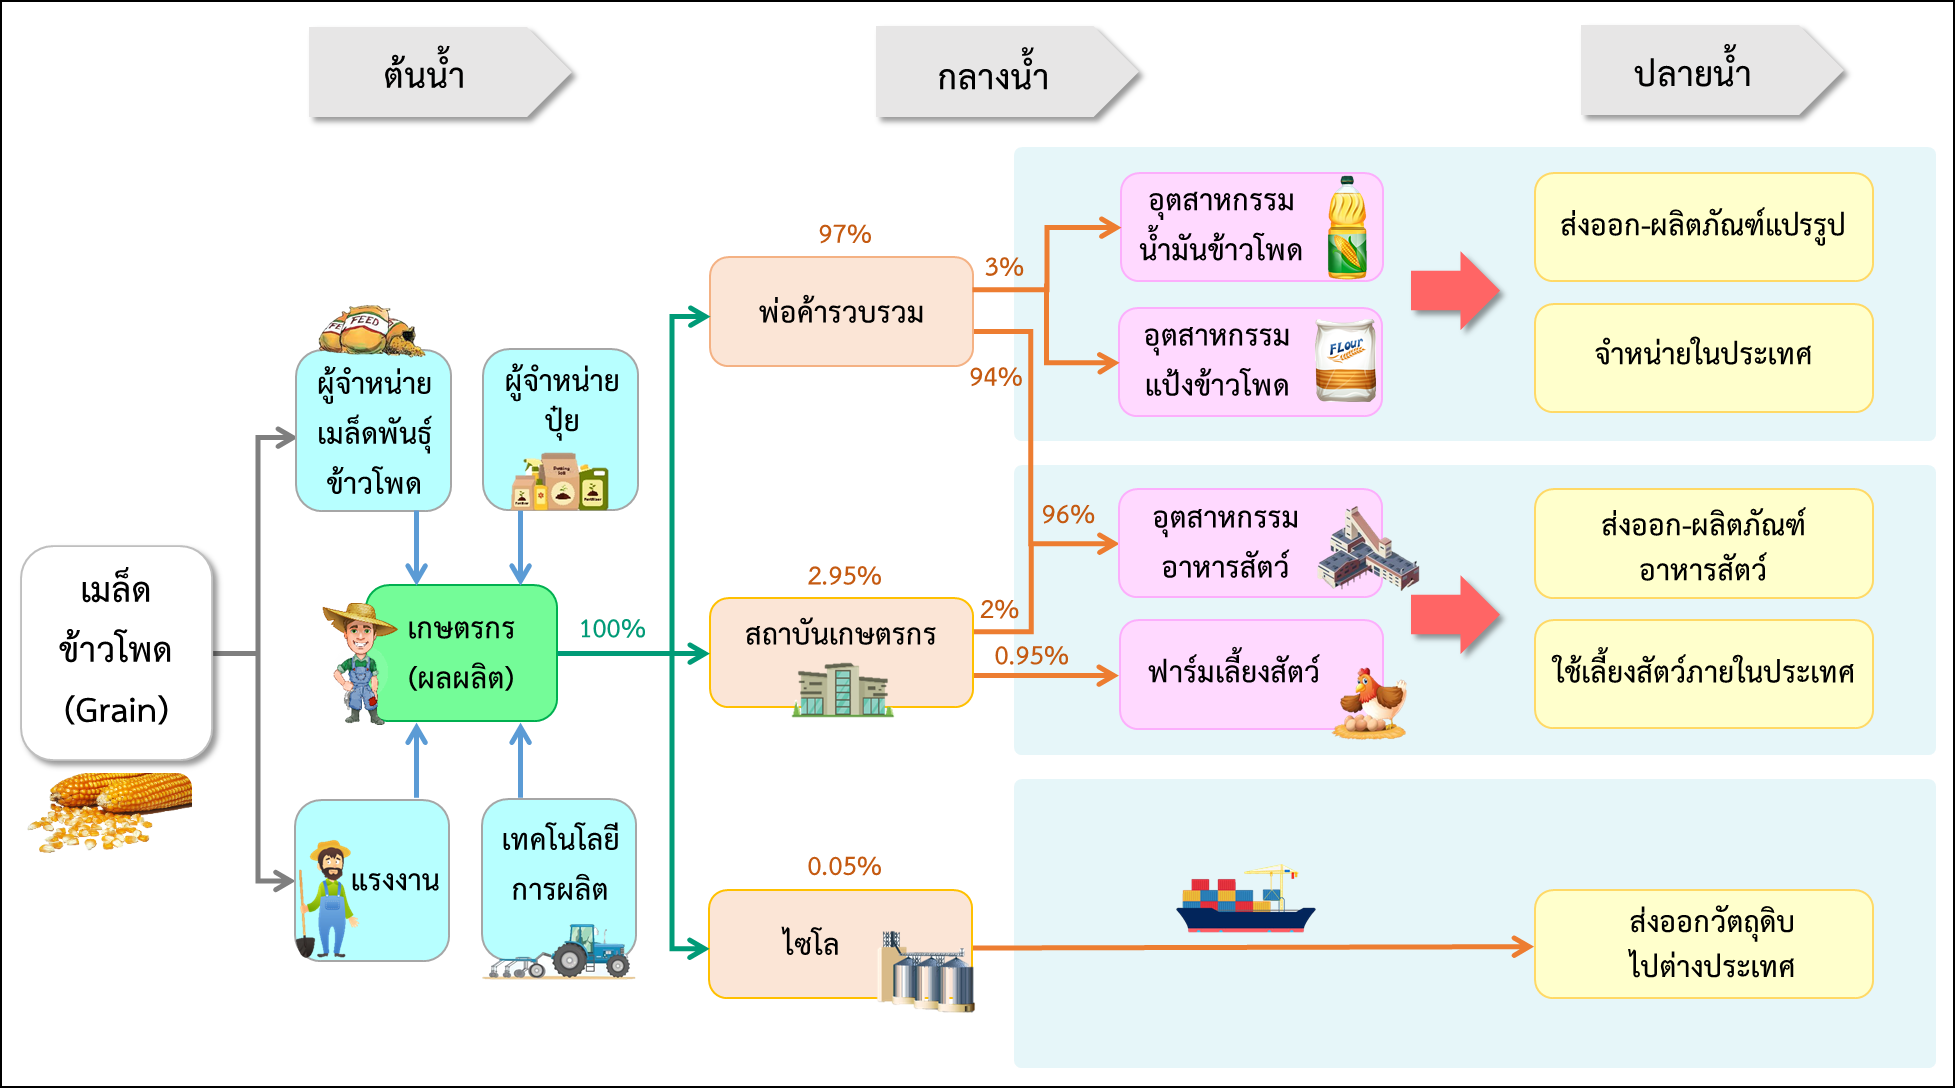 ต้นน้ำ
กลางน้ำ
ปลายน้ำ
เมล็ด
ข้าวโพด
(Grain)
FEED
ผู้จำหน่าย
เมล็ดพันธุ์
ข้าวโพด
ผู้จำหน่าย
ปุ๋ย
เกษตรกร
(ผลผลิต)
แรงงาน
เทคโนโลยี
การผลิต
100%
97%
พ่อค้ารวบรวม
3%
94%
2.95%
สถาบันเกษตรกร
2%
0.95%
0.05%
ไซโล
96%
อุตสาหกรรม
น้ำมันข้าวโพด
อุตสาหกรรม
แป้งข้าวโพด
FLOUR
อุตสาหกรรม
อาหารสัตว์
ฟาร์มเลี้ยงสัตว์
ส่งออก-ผลิตภัณฑ์แปรรูป
จำหน่ายในประเทศ
ส่งออก-ผลิตภัณฑ์
อาหารสัตว์
ใช้เลี้ยงสัตว์ภายในประเทศ
ส่งออกวัตถุดิบ
ไปต่างประเทศ